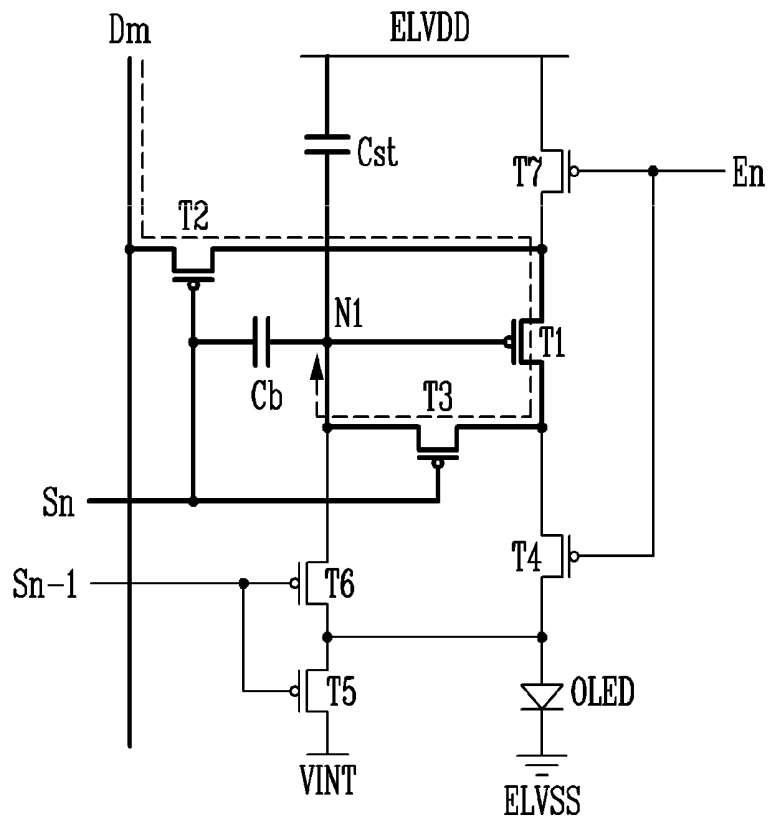 Dm
ELVDD
Cst
T7
En
T2
N1
T1
Cb
T3
Sn
T4
Sn-1
T6
T5
OLED
VINT
ELVSS